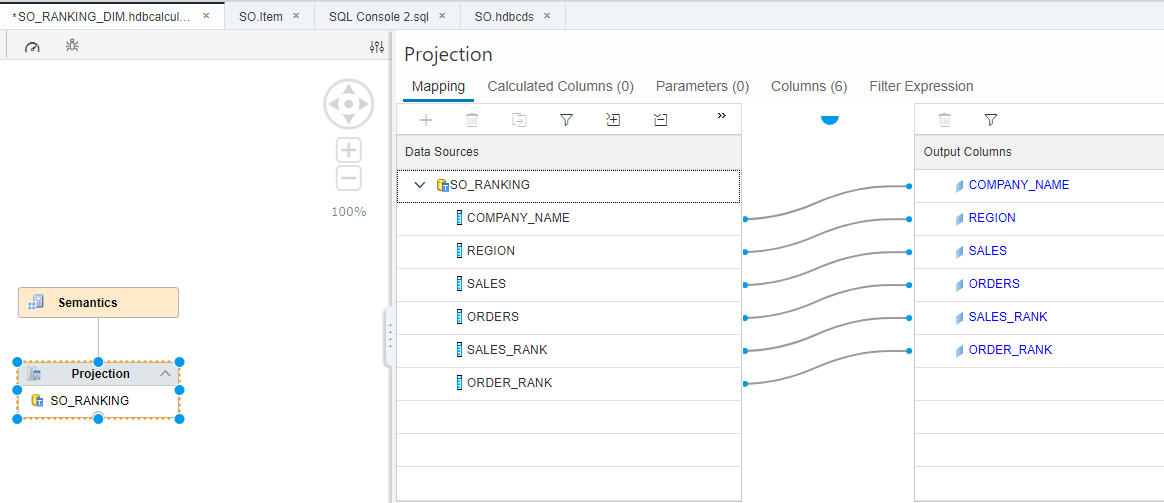 *SO_RANKING_DIM.hdbcalcul... ×
SO.Item ×
SQL Console 2.sql ×
SO.hdbcds ×
Projection
Mapping
Calculated Columns (0)
Parameters (0)
Columns (6)
Filter Expression
»
100%
Semantics
Projection
SO_RANKING
Data Sources
SO_RANKING
COMPANY_NAME
REGION
SALES
ORDERS
SALES_RANK
ORDER_RANK
Output Columns
COMPANY_NAME
REGION
SALES
ORDERS
SALES_RANK
ORDER_RANK